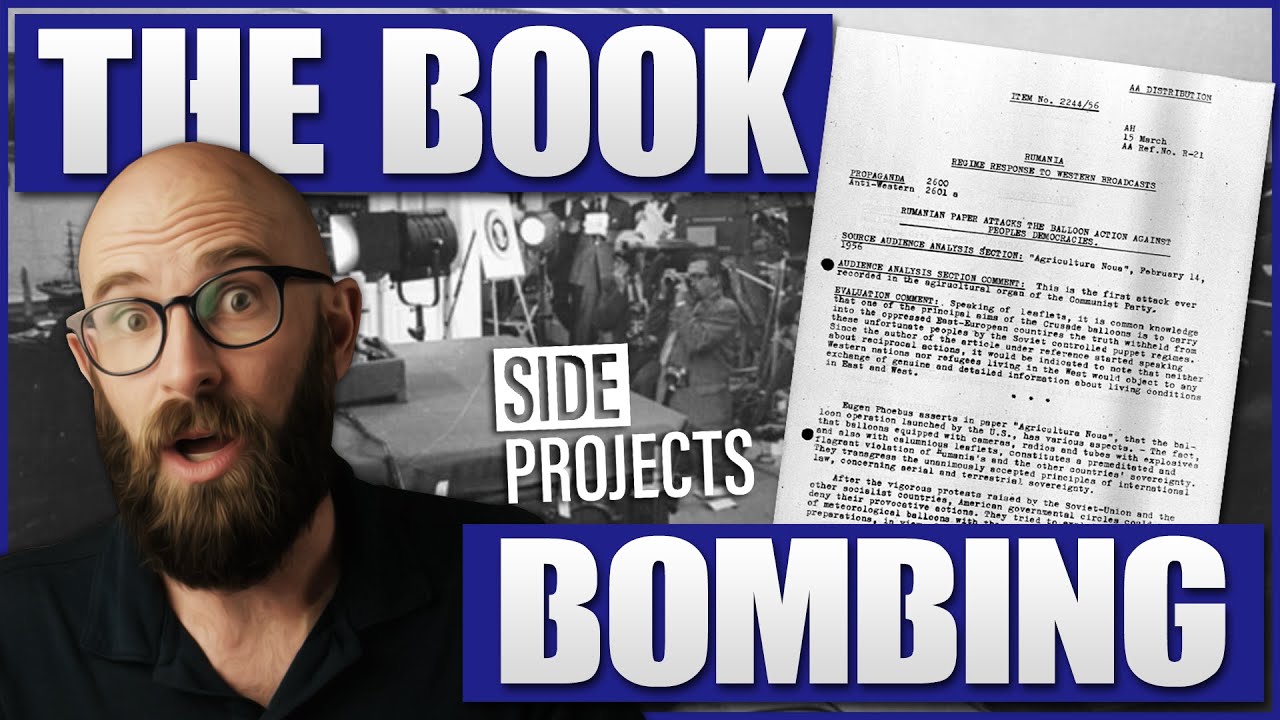 THE BOOK
BOMBING
SIDE
PROJECTS
AA DISTRIBUTION
ITEM No. 2244/56
AH
15 March
AA Ref.No. R-21
RUMANIA
REGIME RESPONSE TO WESTERN BROADCASTS
PROPAGANDA 2600
Anti-Western 2601 a
RUMANIAN PAPER ATTACKS THE BALLOON ACTION AGAINST
PEOPLES DEMOCRACIES.
SOURCE AUDIENCE ANALYSIS SECTION: "Agricultura Noua", February 14,
1956
AUDIENCE ANALYSIS SECTION COMMENT: This is the first attack ever
recorded in the agricultural organ of the Communist Party.
EVALUATION COMMENT: Speaking of leaflets, it is common knowledge
that one of the principal aims of the Crusade balloons is to carry
into the oppressed East-European countires the truth withheld from
these unfortunate peoples by the Soviet controlled puppet regimes.
Since the author of the article under reference started speaking
about reciprocal actions, it would be indicated to note that neither
Western nations nor refugees living in the West would object to any
exchange of genuine and detailed information about living conditions
in East and West.
* * *
Eugen Phoebus asserts in paper "Agricultura Noua", that the bal-
loon operation launched by the U.S., has various aspects. - The fact,
that balloons equipped with cameras, radios and tubes with explosives
and also with calumnious leaflets, constitutes a premeditated and
flagrant violation of Rumania's and the other countries' sovereignty.
They transgress the unanimously accepted principles of international
law, concerning aerial and terrestrial sovereignty.
After the vigorous protests raised by the Soviet-Union and the
other socialist countries, American governmental circles
deny their provocative actions. They tried to
of meteorological balloons with
preparations, in